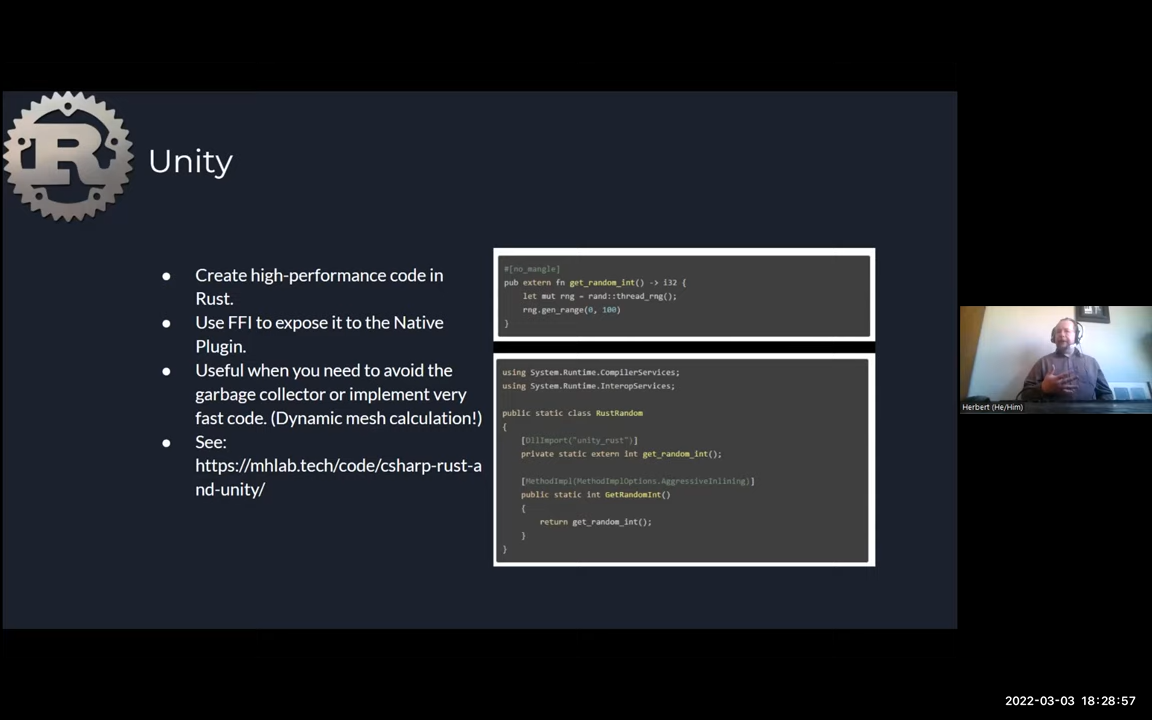 R
Unity
● Create high-performance code in
Rust.
● Use FFI to expose it to the Native
Plugin.
● Useful when you need to avoid the
garbage collector or implement very
fast code. (Dynamic mesh calculation!)
● See:
https://mhlab.tech/code/csharp-rust-a
nd-unity/
#[no_mangle]
pub extern fn get_random_int() -> i32 {
let mut rng = rand::thread_rng();
rng.gen_range(0, 100)
}
using System.Runtime.CompilerServices;
using System.Runtime.InteropServices;
public static class RustRandom
{
[DllImport("unity_rust")]
private static extern int get_random_int();
[MethodImpl(MethodImplOptions.AggressiveInlining)]
public static int GetRandomInt()
{
return get_random_int();
}
}
Herbert (He/Him)
2022-03-03 18:28:57